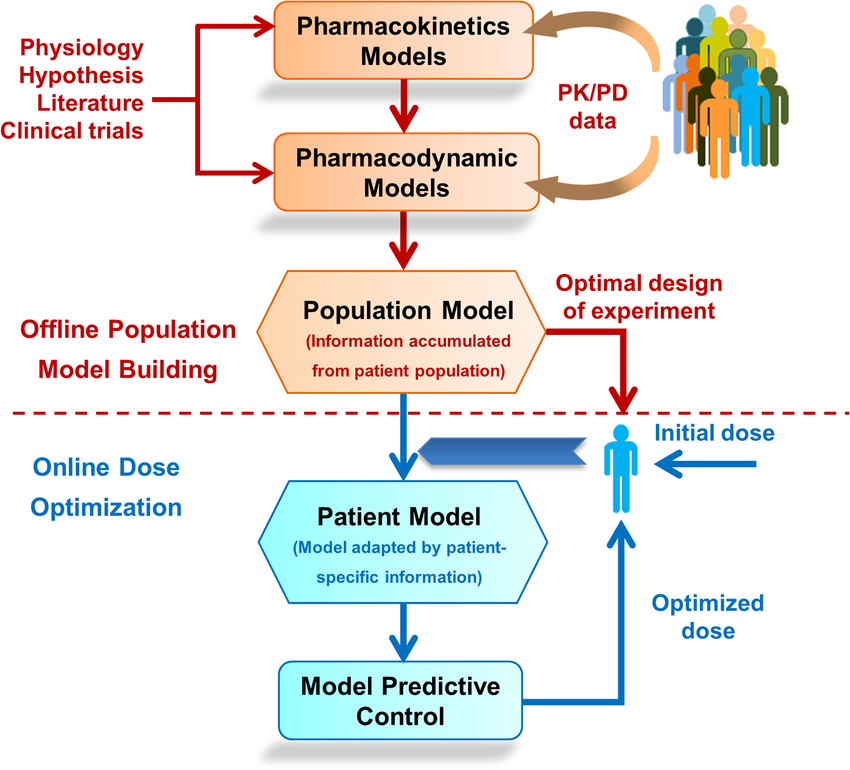 Pharmacokinetics
Models
Physiology
Hypothesis
Literature
Clinical trials
PK/PD
data
Pharmacodynamic
Models
Population Model
(Information accumulated
from patient population)
Optimal design
of experiment
Offline Population
Model Building
Online Dose
Optimization
Initial dose
Patient Model
(Model adapted by patient-
specific information)
Optimized
dose
Model Predictive
Control